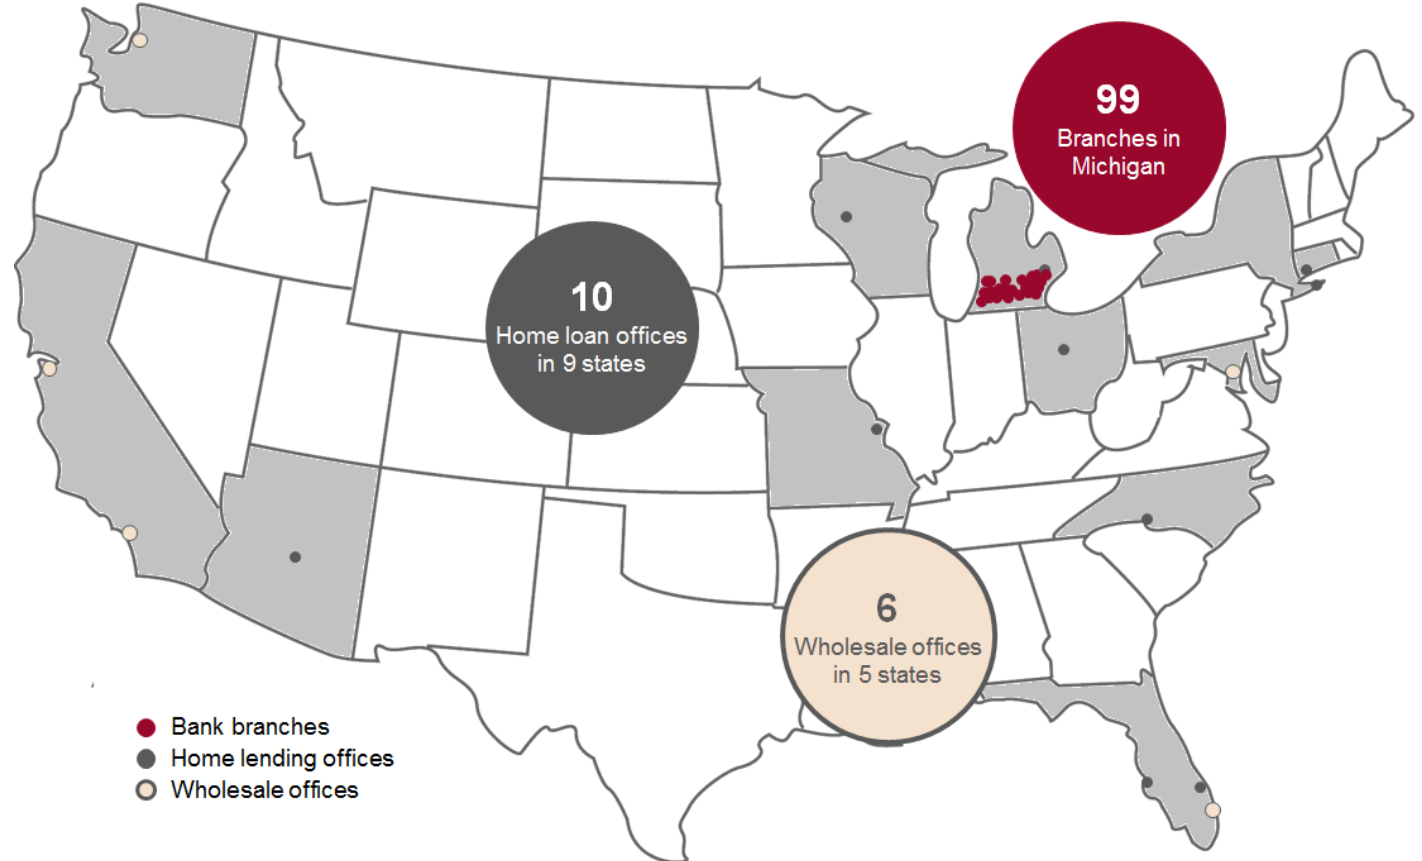 99
Branches in
Michigan
10
Home loan offices
in 9 states
6
Wholesale offices
in 5 states
Bank branches
Home lending offices
Wholesale offices